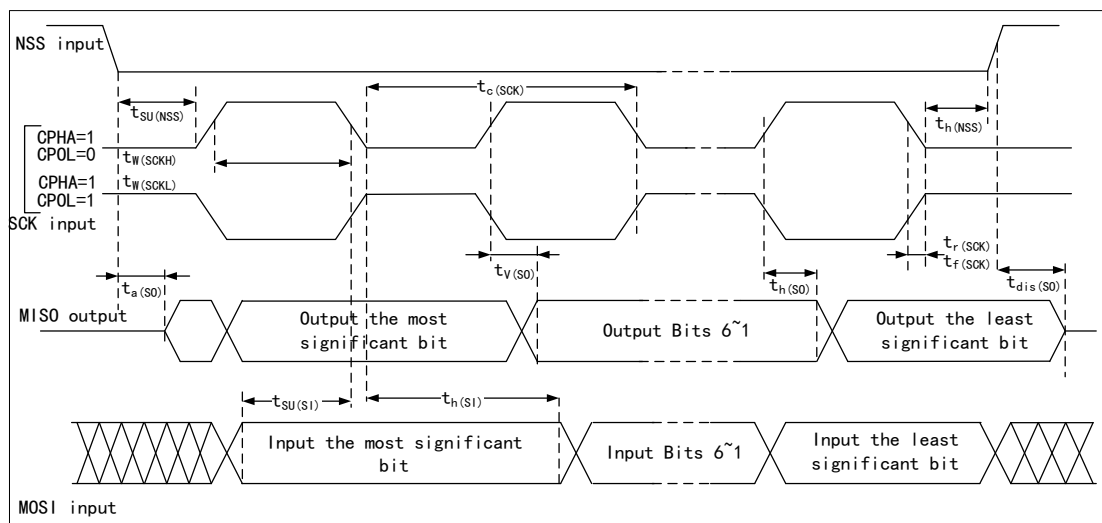 NSS input
tc(SCK)
tSU(NSS)
th(NSS)
CPHA=1
CPOL=0
tW(SCKH)
CPHA=1
tW(SCKL)
CPOL=1
SCK input
tr(SCK)
tV(SO)
tf(SCK)
ta(SO)
th(SO)
tdis(SO)
MISO output
Output the most
significant bit
Output Bits 6~1
Output the least
significant bit
tSU(SI)
th(SI)
Input the most significant
bit
Input Bits 6~1
Input the least
significant bit
MOSI input